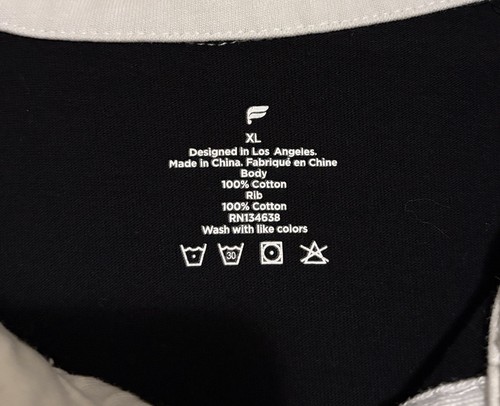 XL
Designed in Los Angeles.
Made in China. Fabriqué en Chine
Body
100% Cotton
Rib
100% Cotton
RN134638
Wash with like colors
30